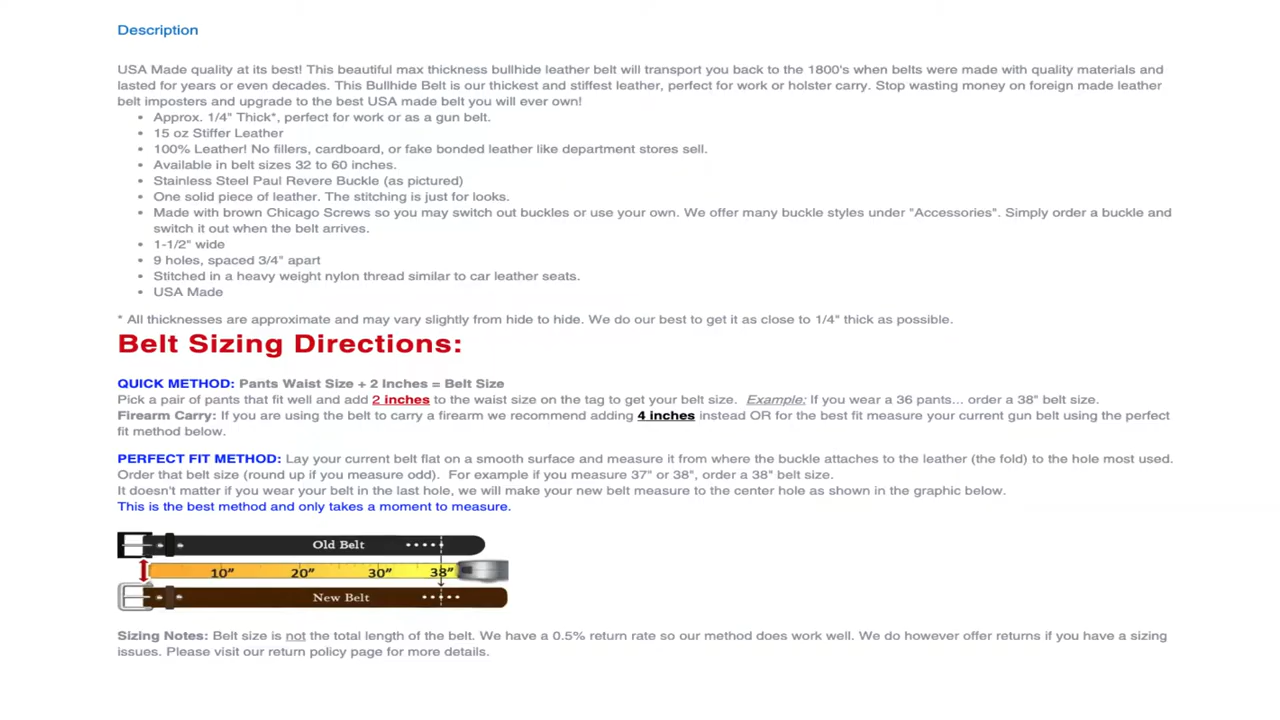 Description
USA Made quality at its best! This beautiful max thickness bullhide leather belt will transport you back to the 1800's when belts were made with quality materials and
lasted for years or even decades. This Bullhide Belt is our thickest and stiffest leather, perfect for work or holster carry. Stop wasting money on foreign made leather
belt imposters and upgrade to the best USA made belt you will ever own!
• Approx. 1/4" Thick*, perfect for work or as a gun belt.
• 15 oz Stiffer Leather
• 100% Leather! No fillers, cardboard, or fake bonded leather like department stores sell.
• Available in belt sizes 32 to 60 inches.
• Stainless Steel Paul Revere Buckle (as pictured)
• One solid piece of leather. The stitching is just for looks.
• Made with brown Chicago Screws so you may switch out buckles or use your own. We offer many buckle styles under "Accessories". Simply order a buckle and
switch it out when the belt arrives.
• 1-1/2" wide
• 9 holes, spaced 3/4" apart
• Stitched in a heavy weight nylon thread similar to car leather seats.
• USA Made
* All thicknesses are approximate and may vary slightly from hide to hide. We do our best to get it as close to 1/4" thick as possible.
Belt Sizing Directions:
QUICK METHOD: Pants Waist Size + 2 Inches = Belt Size
Pick a pair of pants that fit well and add 2 inches to the waist size on the tag to get your belt size. Example: If you wear a 36 pants... order a 38" belt size.
Firearm Carry: If you are using the belt to carry a firearm we recommend adding 4 inches instead OR for the best fit measure your current gun belt using the perfect
fit method below.
PERFECT FIT METHOD: Lay your current belt flat on a smooth surface and measure it from where the buckle attaches to the leather (the fold) to the hole most used.
Order that belt size (round up if you measure odd). For example if you measure 37" or 38", order a 38" belt size.
It doesn't matter if you wear your belt in the last hole, we will make your new belt measure to the center hole as shown in the graphic below.
This is the best method and only takes a moment to measure.
Old Belt
10" 20" 30" 38"
New Belt
Sizing Notes: Belt size is not the total length of the belt. We have a 0.5% return rate so our method does work well. We do however offer returns if you have a sizing
issues. Please visit our return policy page for more details.